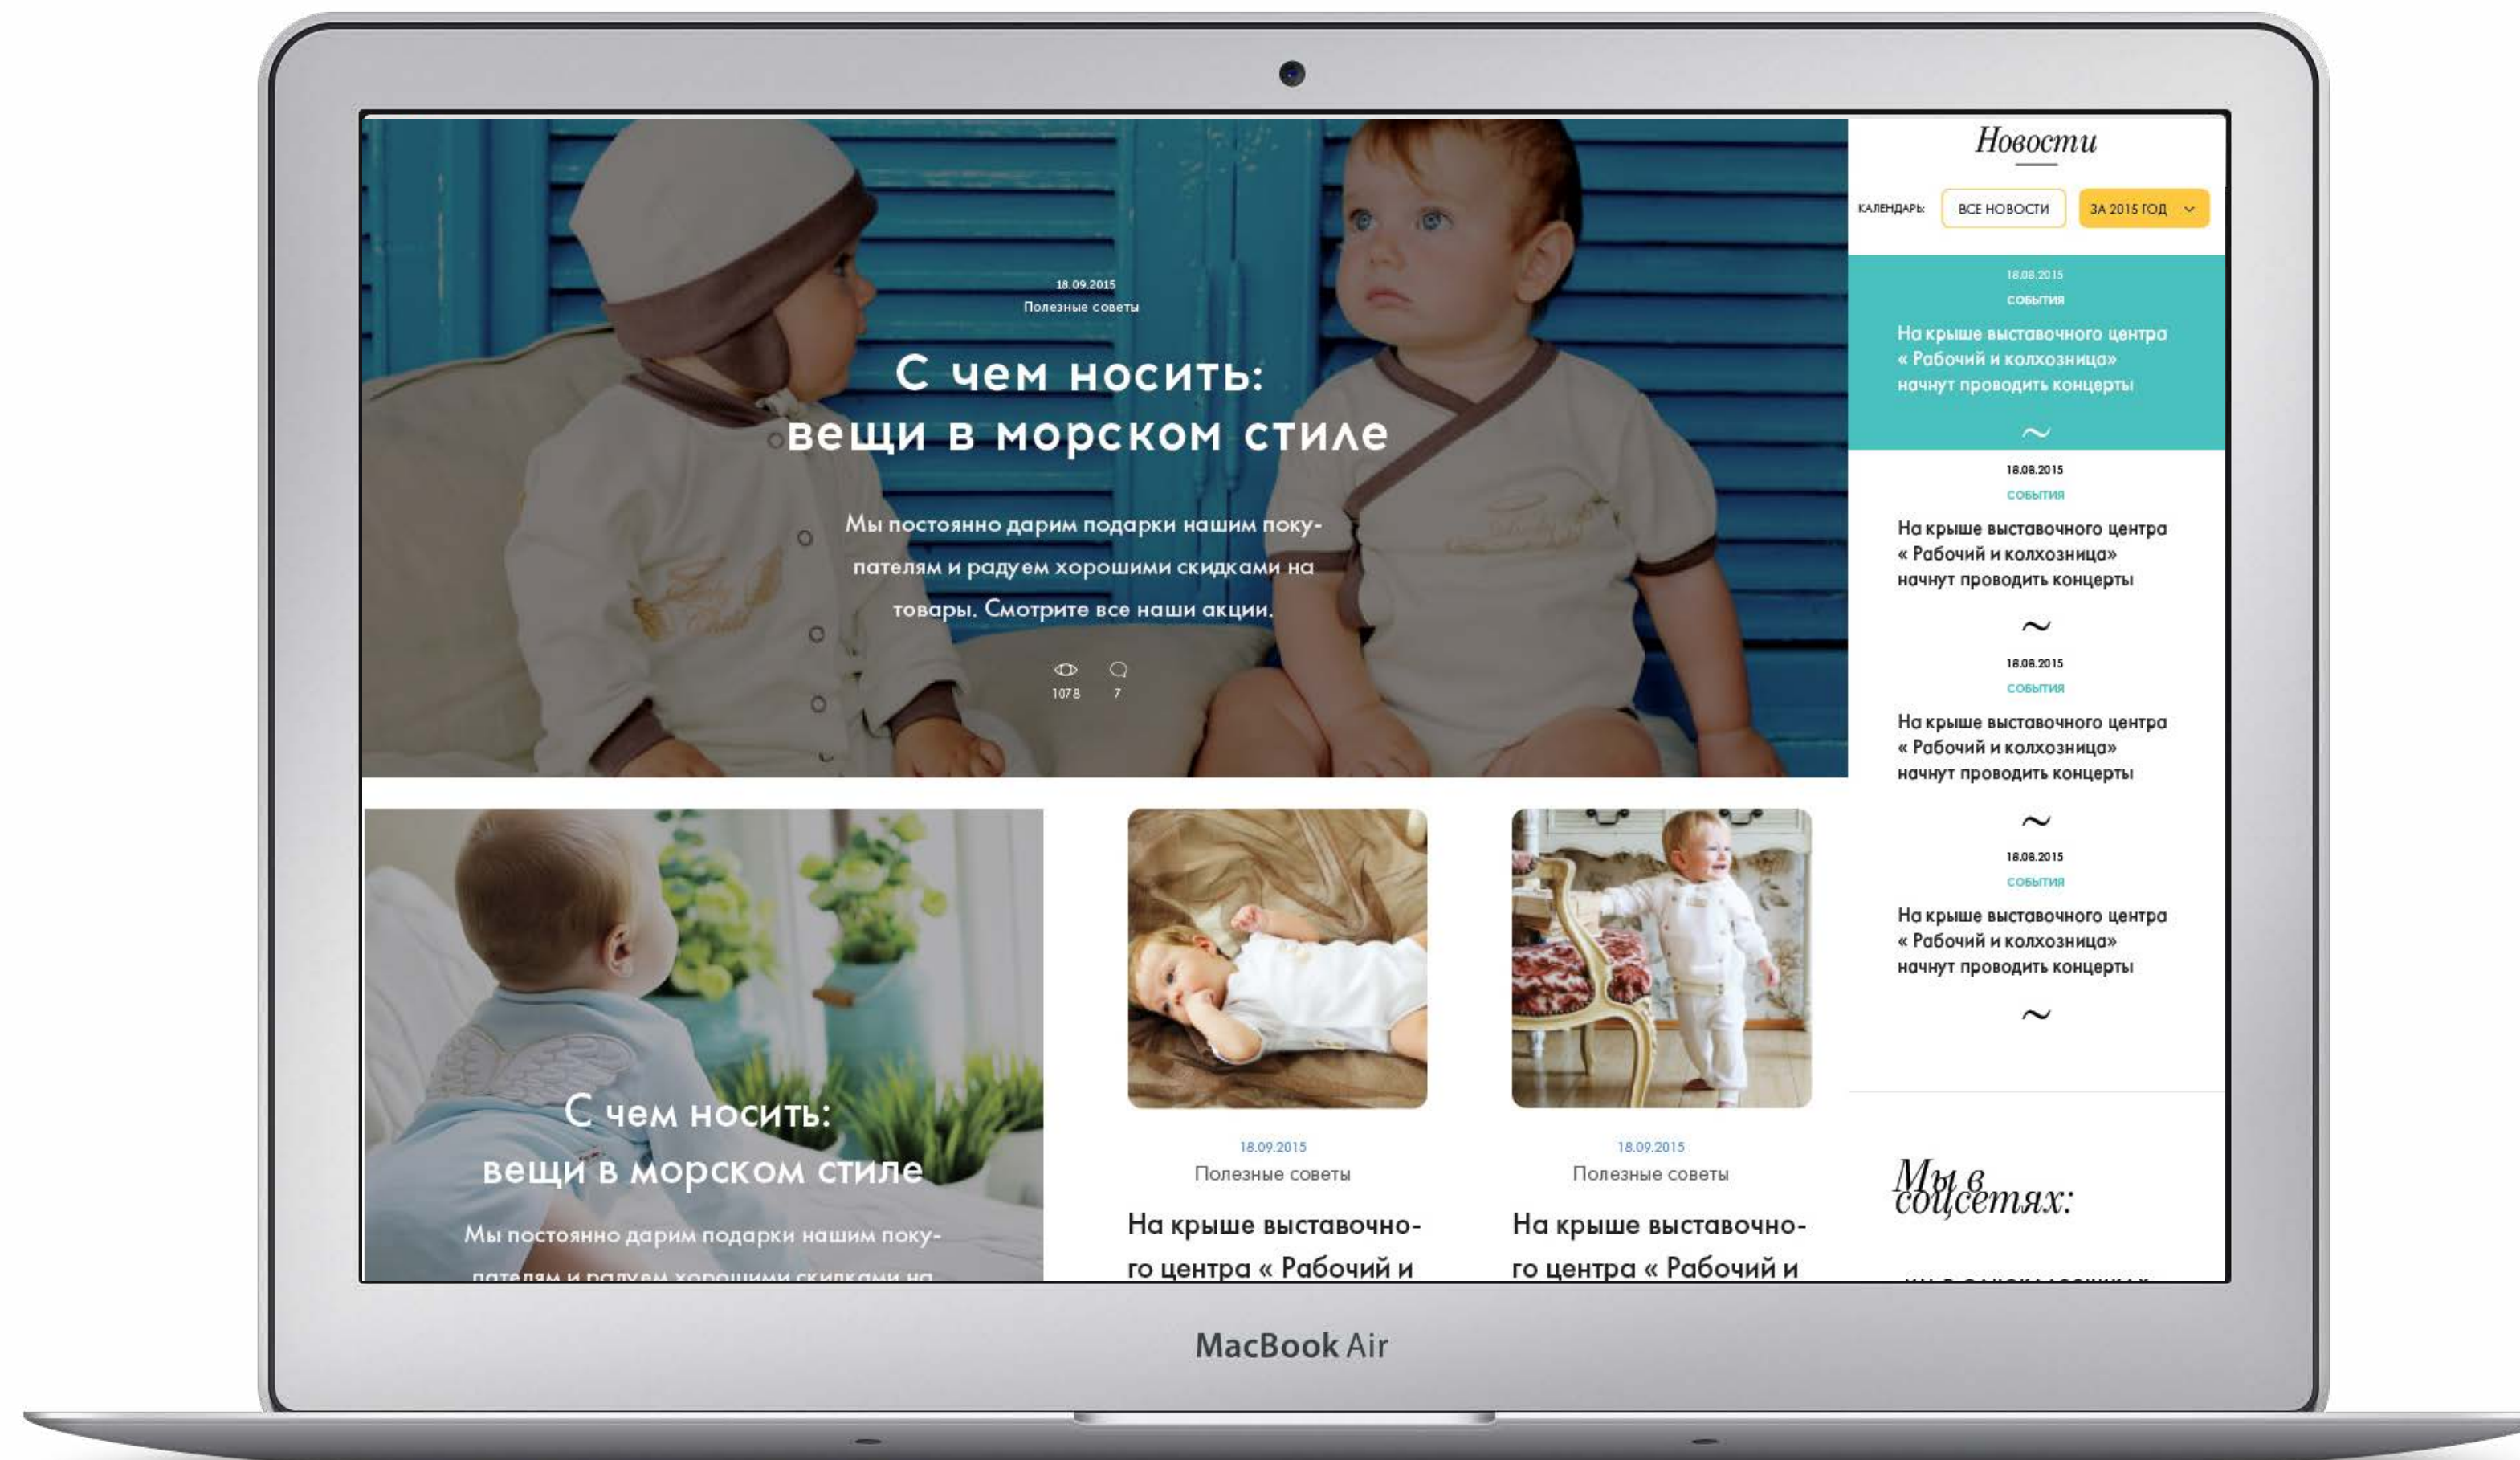 18.09.2015
Полезные советы
С чем носить:
вещи в морском стиле
Мы постоянно дарим подарки нашим поку-
пателям и радуем хорошими скидками на
товары. Смотрите все наши акции.
1078 7
Новости
КАЛЕНДАРЬ: ВСЕ НОВОСТИ ЗА 2015 ГОД
18.08.2015
СОБЫТИЯ
На крыше выставочного центра
« Рабочий и колхозница»
начнут проводить концерты
~
18.08.2015
СОБЫТИЯ
На крыше выставочного центра
« Рабочий и колхозница»
начнут проводить концерты
~
18.08.2015
СОБЫТИЯ
На крыше выставочного центра
« Рабочий и колхозница»
начнут проводить концерты
~
18.08.2015
СОБЫТИЯ
На крыше выставочного центра
« Рабочий и колхозница»
начнут проводить концерты
~
С чем носить:
вещи в морском стиле
Мы постоянно дарим подарки нашим поку-
пателям и радуем хорошими скидками на
18.09.2015
Полезные советы
На крыше выставочно-
го центра « Рабочий и
18.09.2015
Полезные советы
На крыше выставочно-
го центра « Рабочий и
Мы в
соцсетях:
MacBook Air